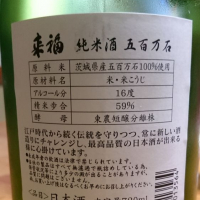 来福 純米酒 五百万石
原料米 茨城県産五百万石100%使用
原材料名 米・米こうじ
アルコール分 16度
精米歩合 59%
酵母 東農短醸分離株
江戸時代から続く伝統を守りつつ、常に新しい酒
造りにチャレンジし、最高品質の日本酒が出来る
様に心掛けています。
日本酒